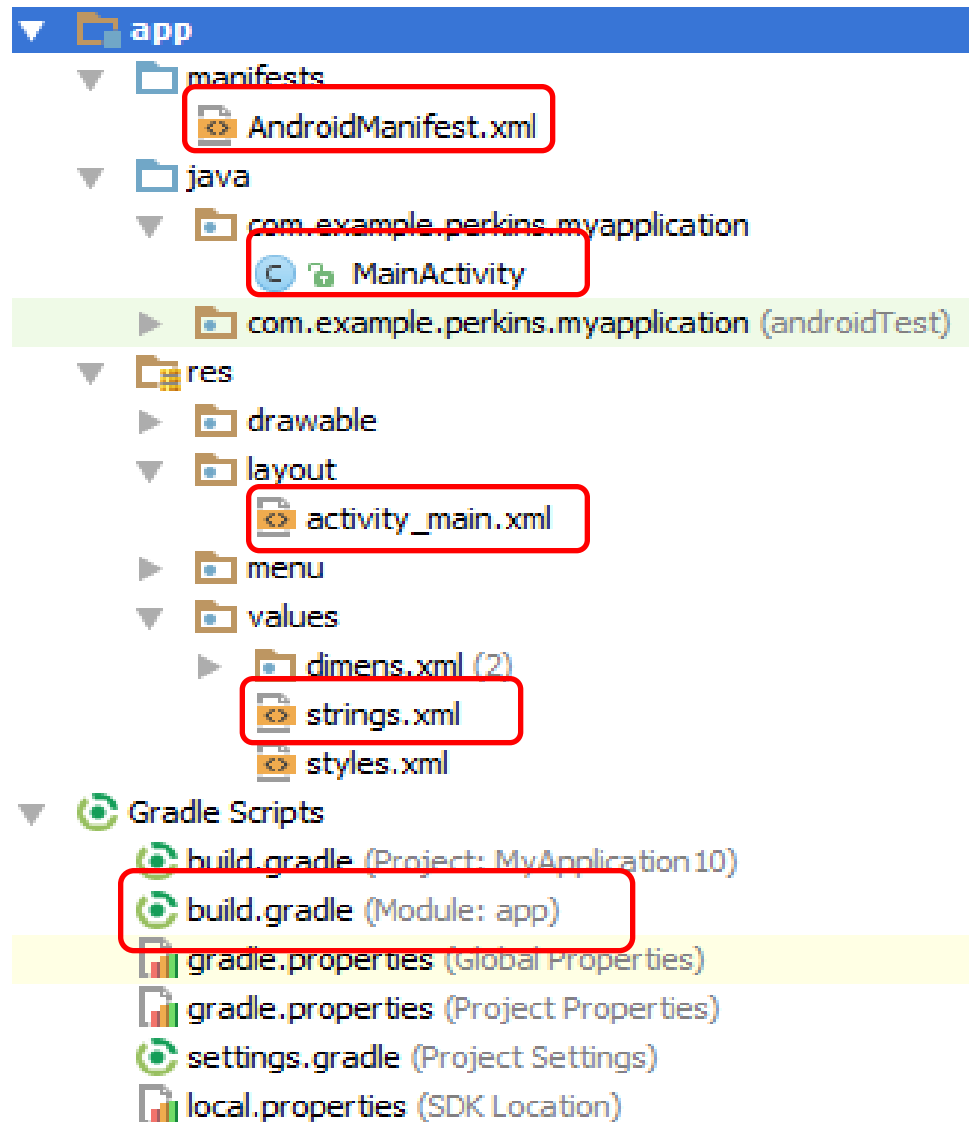 app
manifests
AndroidManifest.xml
java
com.example.perkins.myapplication
C MainActivity
com.example.perkins.myapplication (androidTest)
res
drawable
layout
activity_main.xml
menu
values
dimens.xml (2)
strings.xml
styles.xml
Gradle Scripts
build.gradle (Project: MyApplication10)
build.gradle (Module: app)
gradle.properties (Global Properties)
gradle.properties (Project Properties)
settings.gradle (Project Settings)
local.properties (SDK Location)